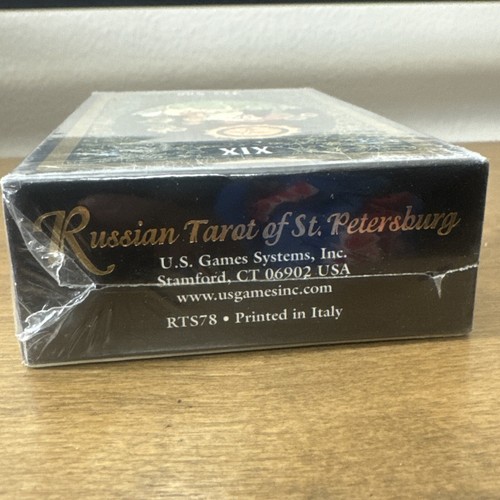 XIX
Russian Tarot of St. Petersburg
U.S. Games Systems, Inc.
Stamford, CT 06902 USA
www.usgamesinc.com
RTS78 • Printed in Italy